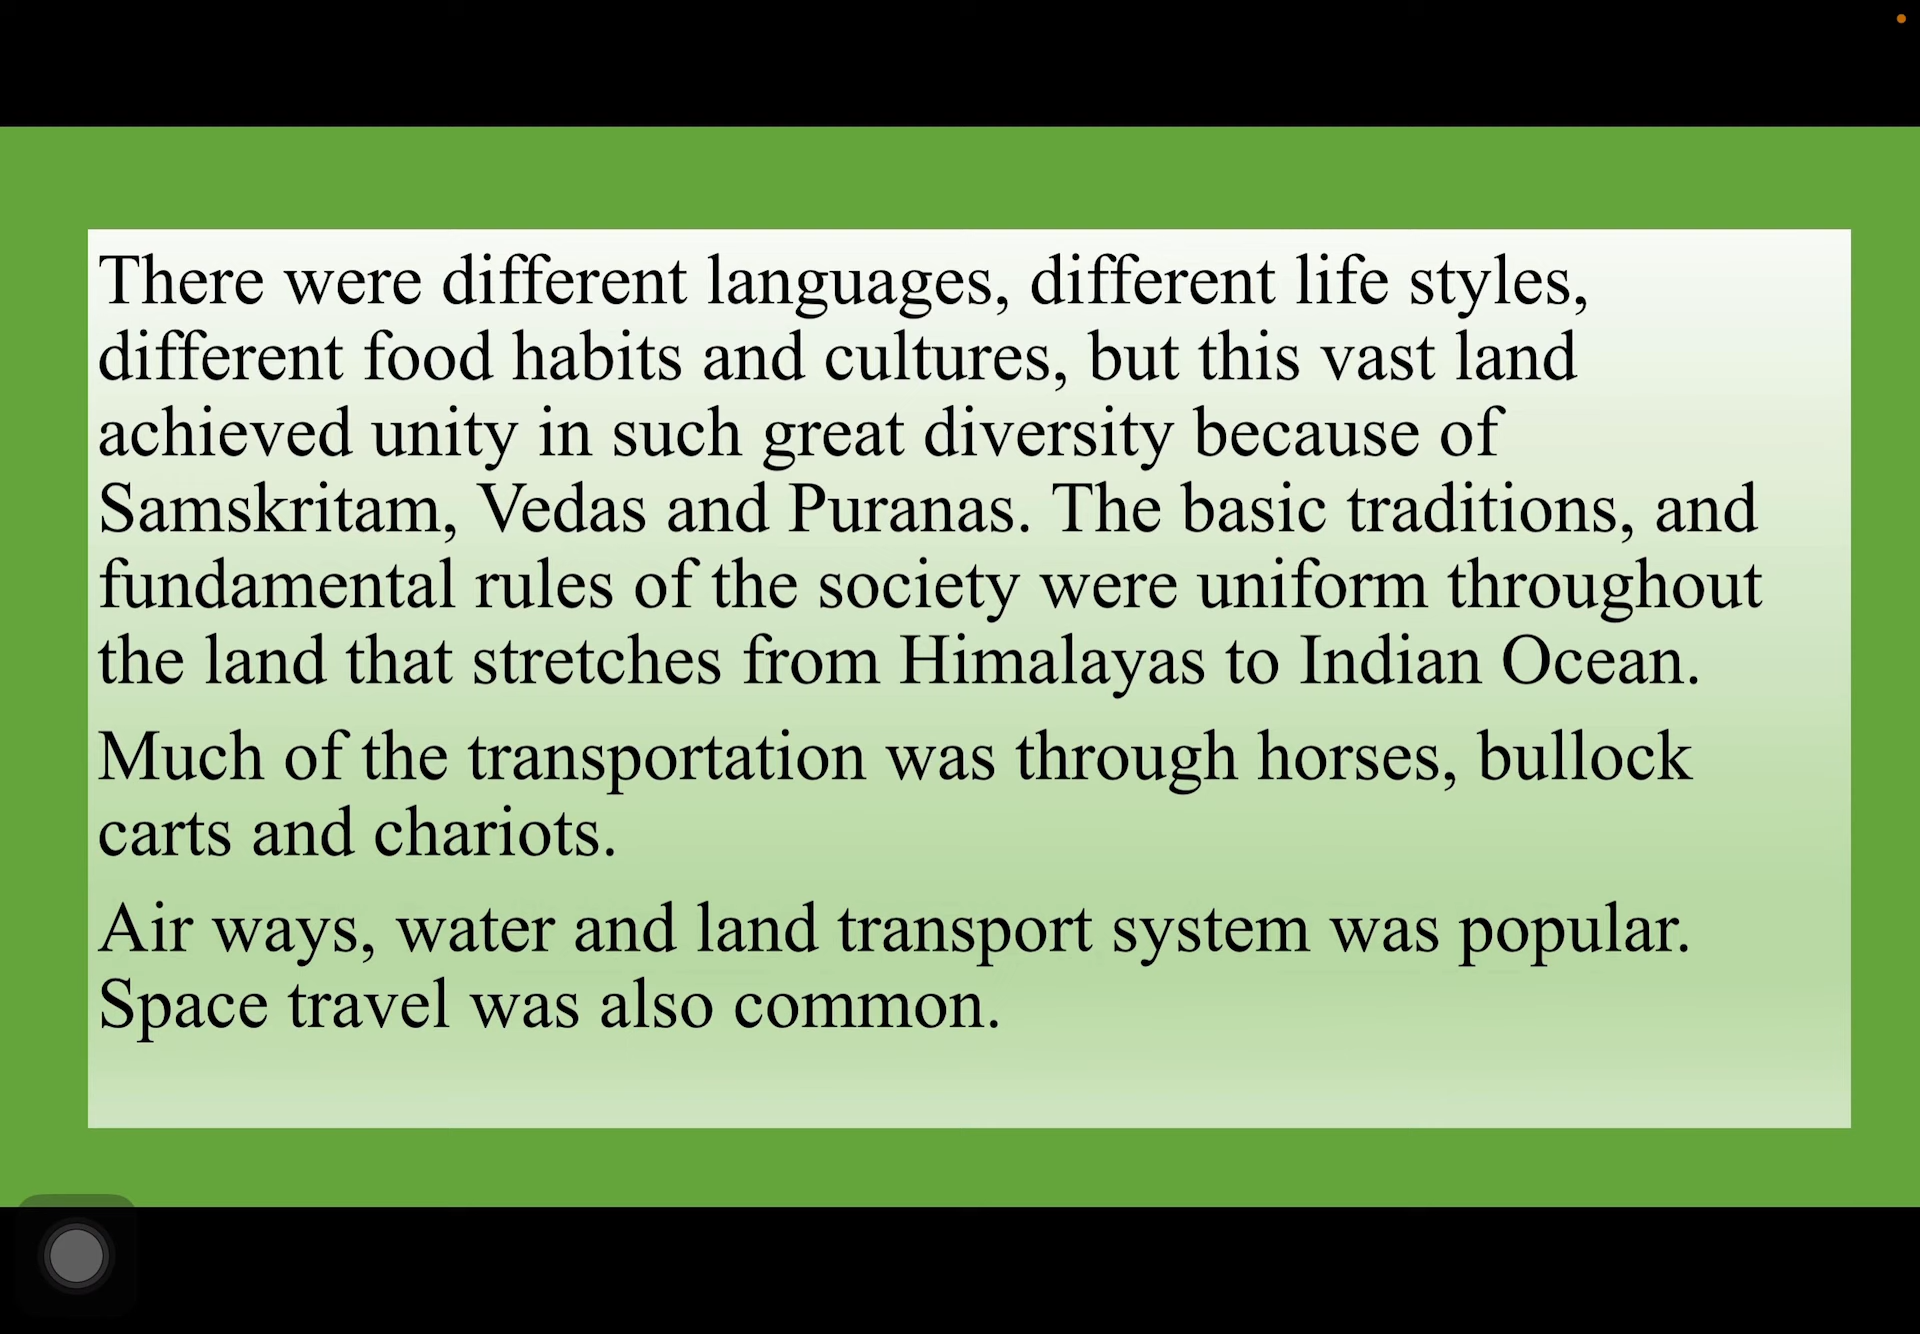 There were different languages, different life styles,
different food habits and cultures, but this vast land
achieved unity in such great diversity because of
Samskritam, Vedas and Puranas. The basic traditions, and
fundamental rules of the society were uniform throughout
the land that stretches from Himalayas to Indian Ocean.
Much of the transportation was through horses, bullock
carts and chariots.
Air ways, water and land transport system was popular.
Space travel was also common.